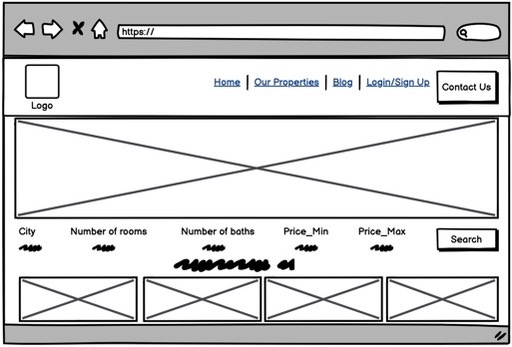 https://
Home | Our Properties | Blog | Login/Sign Up
Contact Us
Logo
City Number of rooms Number of baths Price_Min Price_Max
Search